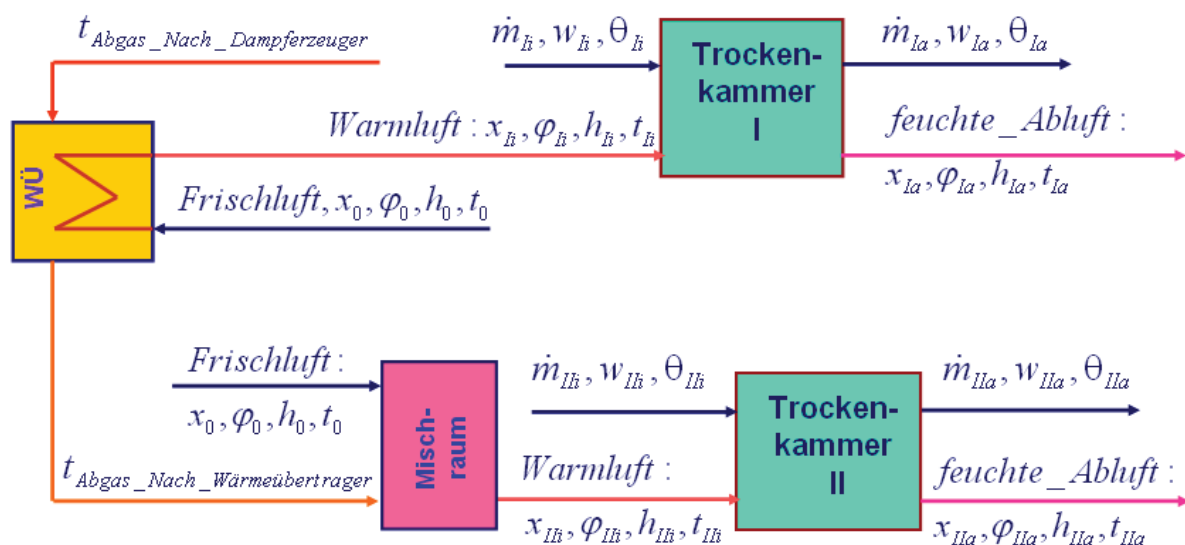 t_Abgas_Nach_Dampferzeuger
ṁ_Ii, w_Ii, θ_Ii
Trocken-
kammer
I
ṁ_Ia, w_Ia, θ_Ia
Warmluft : x_Ii, φ_Ii, h_Ii, t_Ii
feuchte_Abluft :
x_Ia, φ_Ia, h_Ia, t_Ia
WÜ
Frischluft, x_0, φ_0, h_0, t_0
Frischluft :
x_0, φ_0, h_0, t_0
t_Abgas_Nach_Wärmeübertrager
Misch-
raum
ṁ_IIi, w_IIi, θ_IIi
Warmluft :
x_IIi, φ_IIi, h_IIi, t_IIi
Trocken-
kammer
II
ṁ_IIa, w_IIa, θ_IIa
feuchte_Abluft :
x_IIa, φ_IIa, h_IIa, t_IIa